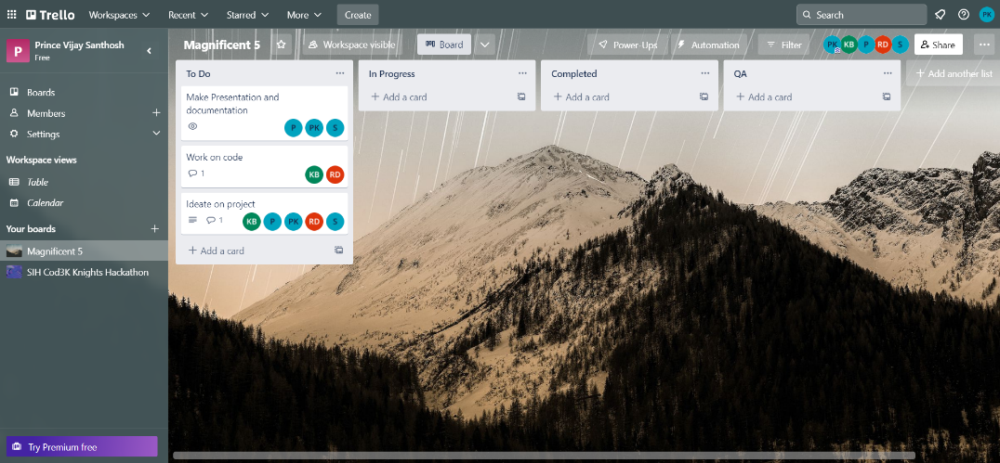 Trello
Workspaces
Recent
Starred
More
Create
Search
PK
P
Prince Vijay Santhosh
Free
Boards
Members
Settings
Workspace views
Table
Calendar
Your boards
Magnificent 5
SIH Cod3K Knights Hackathon
Try Premium free
Magnificent 5
Workspace visible
Board
Power-Ups
Automation
Filter
PK KB P RD S
Share
To Do
Make Presentation and
documentation
P PK S
Work on code
1 KB RD
Ideate on project
1 KB P PK RD S
Add a card
In Progress
Add a card
Completed
Add a card
QA
Add a card
Add another list